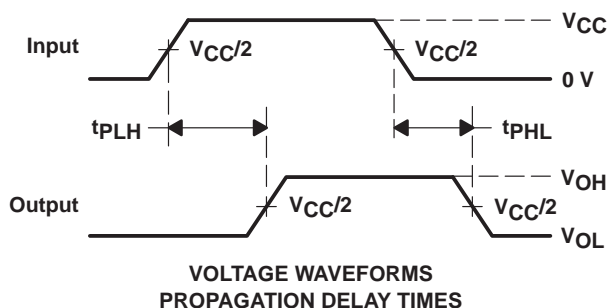 VCC
Input
VCC/2
VCC/2
0 V
tPLH
tPHL
VOH
Output
VCC/2
VCC/2
VOL
VOLTAGE WAVEFORMS
PROPAGATION DELAY TIMES